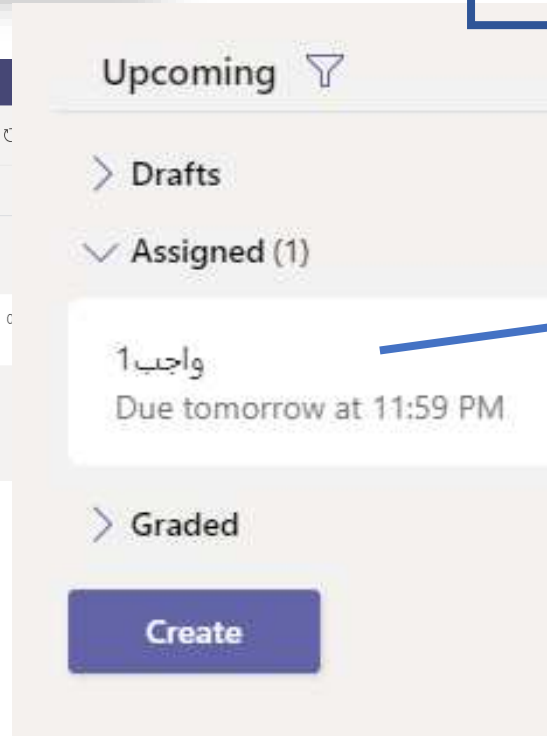 Upcoming
Drafts
Assigned (1)
واجب1
Due tomorrow at 11:59 PM
Graded
Create